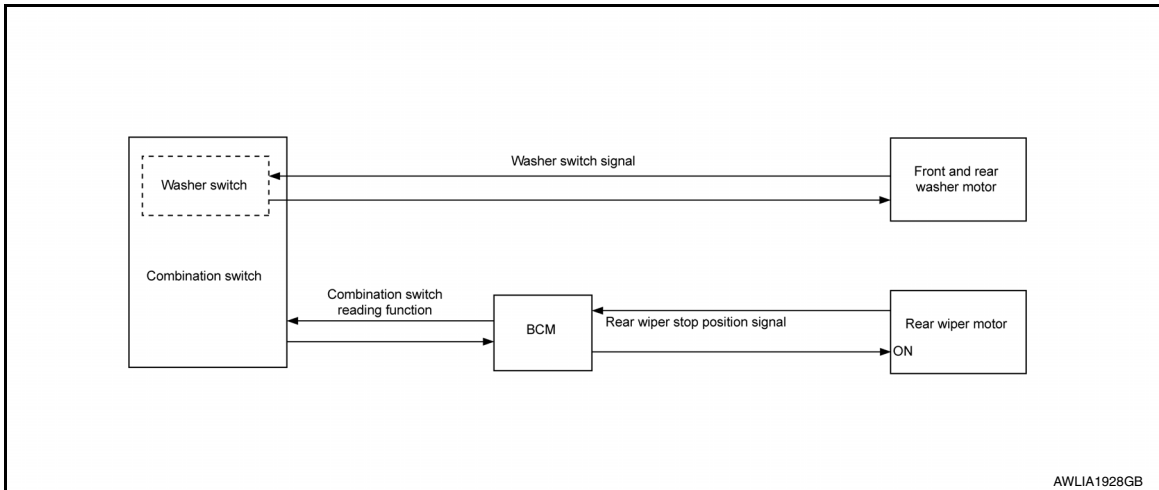 Washer switch signal
Washer switch
Front and rear
washer motor
Combination switch
Combination switch
reading function
BCM
Rear wiper stop position signal
Rear wiper motor
ON
AWLIA1928GB